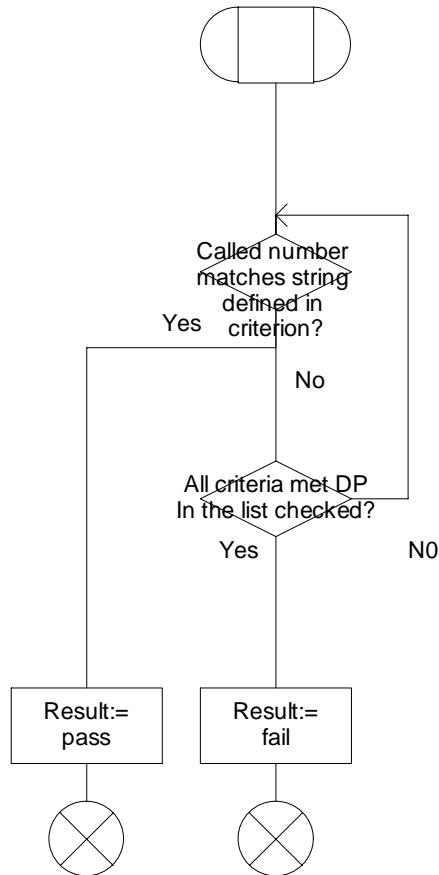 Called number
matches string
defined in
criterion?
Yes
No
All criteria met DP
In the list checked?
Yes
N0
Result:=
pass
Result:=
fail